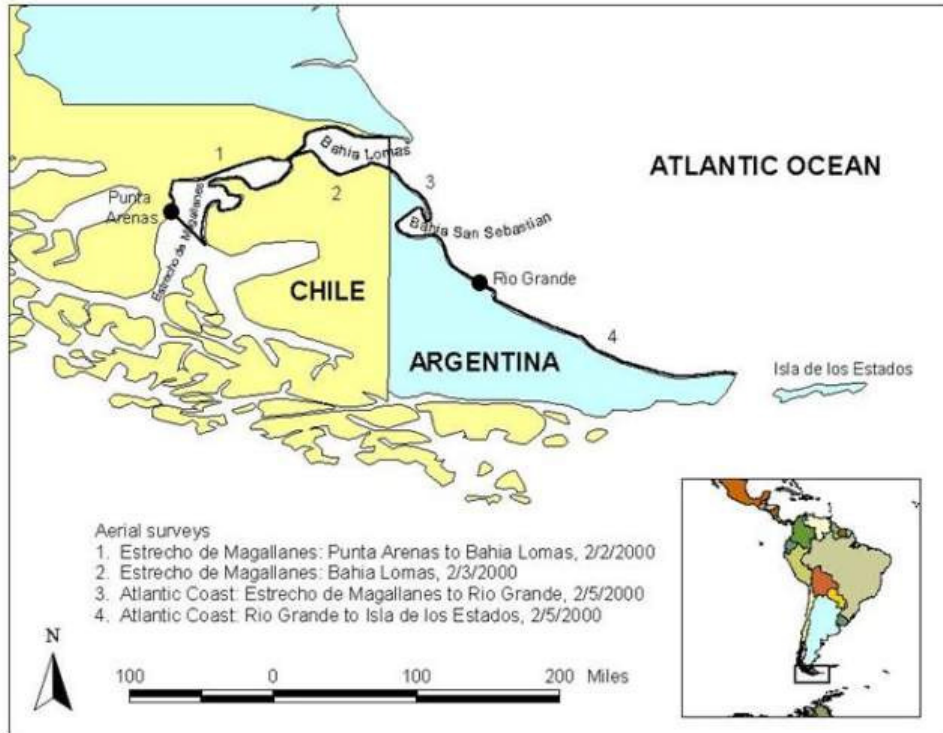 Bahia Lomas
1
ATLANTIC OCEAN
2
3
Punta
Arenas
Estrecho de Magallanes
Bahia San Sebastian
Rio Grande
CHILE
4
ARGENTINA
Isla de los Estados
Aerial surveys
1. Estrecho de Magallanes: Punta Arenas to Bahia Lomas, 2/2/2000
2. Estrecho de Magallanes: Bahia Lomas, 2/3/2000
3. Atlantic Coast: Estrecho de Magallanes to Rio Grande, 2/5/2000
4. Atlantic Coast: Rio Grande to Isla de los Estados, 2/5/2000
N
100 0 100 200 Miles